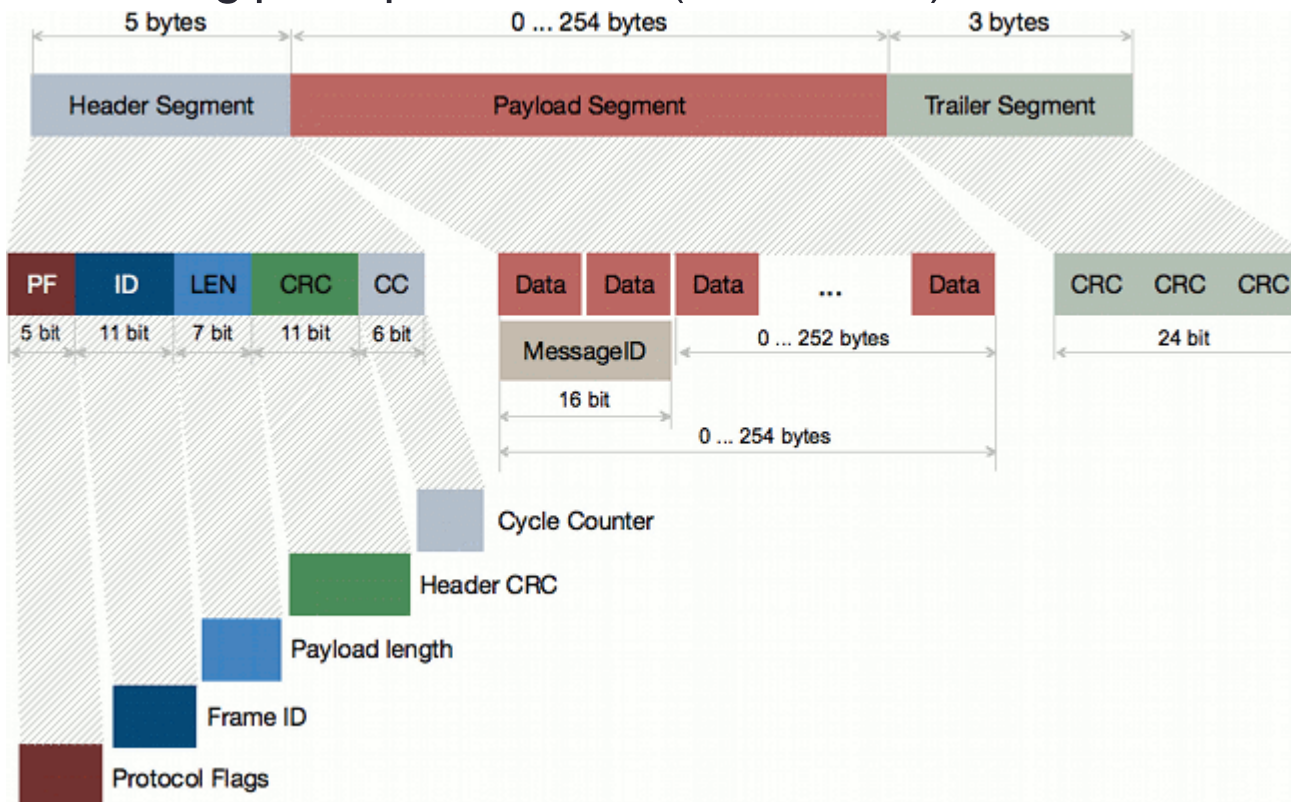 5 bytes 0 ... 254 bytes 3 bytes
Header Segment Payload Segment Trailer Segment
PF ID LEN CRC CC Data Data Data ... Data CRC CRC CRC
5 bit 11 bit 7 bit 11 bit 6 bit MessageID 0 ... 252 bytes 24 bit
16 bit
0 ... 254 bytes
Cycle Counter
Header CRC
Payload length
Frame ID
Protocol Flags